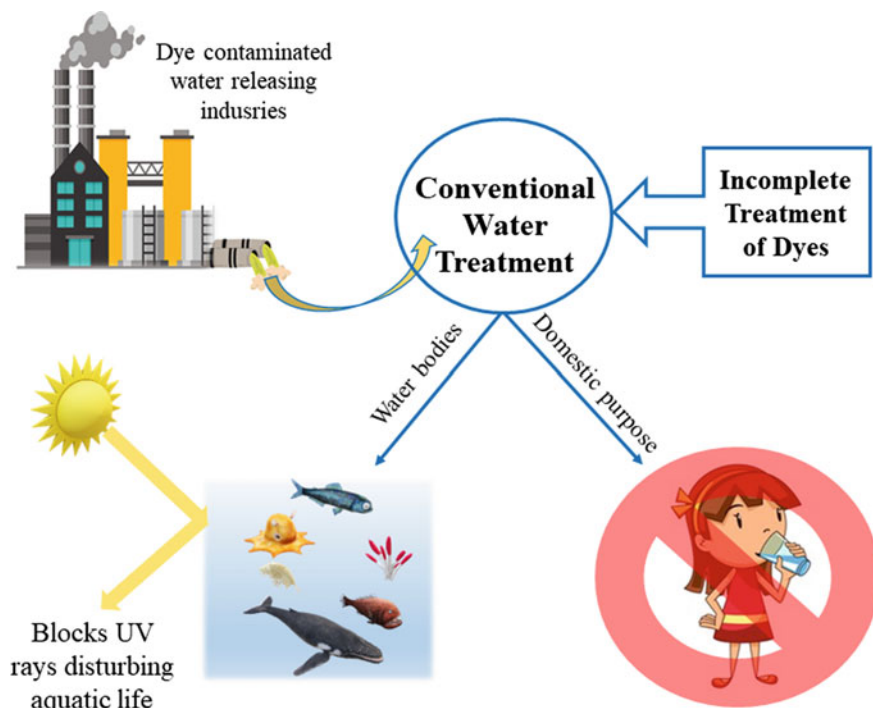 Dye contaminated
water releasing
indusries
Conventional
Water
Treatment
Incomplete
Treatment
of Dyes
Water bodies
Domestic purpose
Blocks UV
rays disturbing
aquatic life